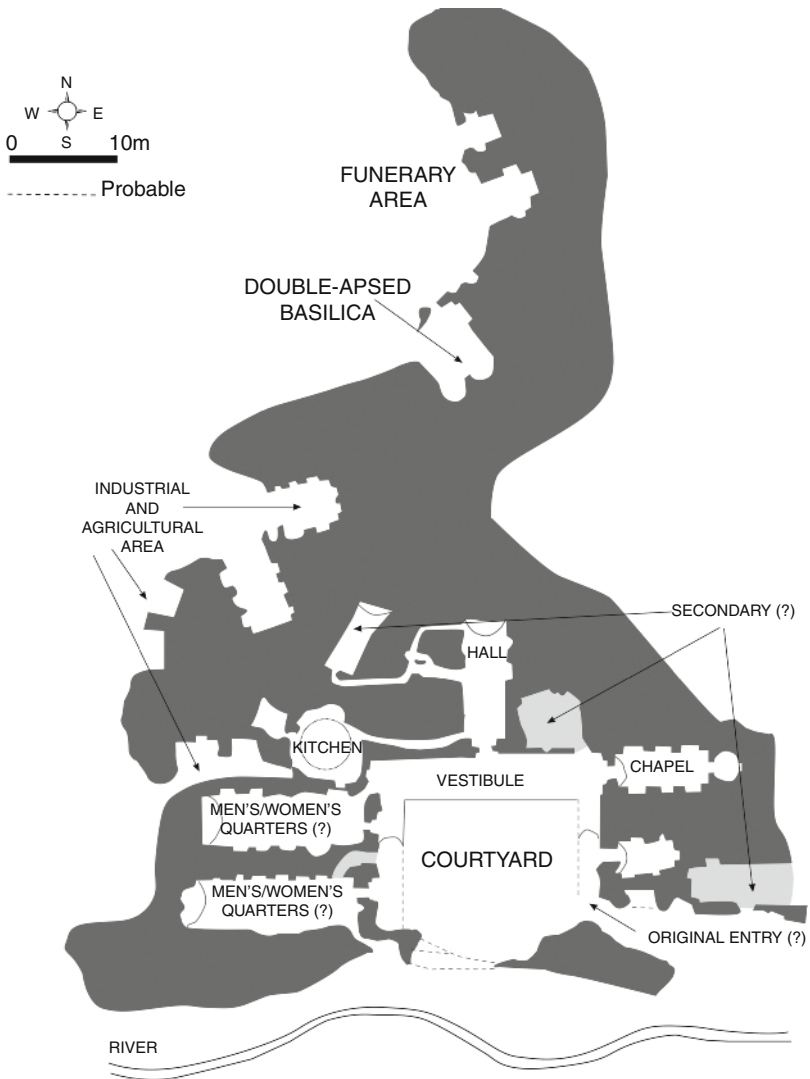 N
W E
S
0 10m
Probable
FUNERARY
AREA
DOUBLE-APSED
BASILICA
INDUSTRIAL
AND
AGRICULTURAL
AREA
SECONDARY (?)
HALL
KITCHEN
VESTIBULE
CHAPEL
MEN'S/WOMEN'S
QUARTERS (?)
COURTYARD
MEN'S/WOMEN'S
QUARTERS (?)
ORIGINAL ENTRY (?)
RIVER